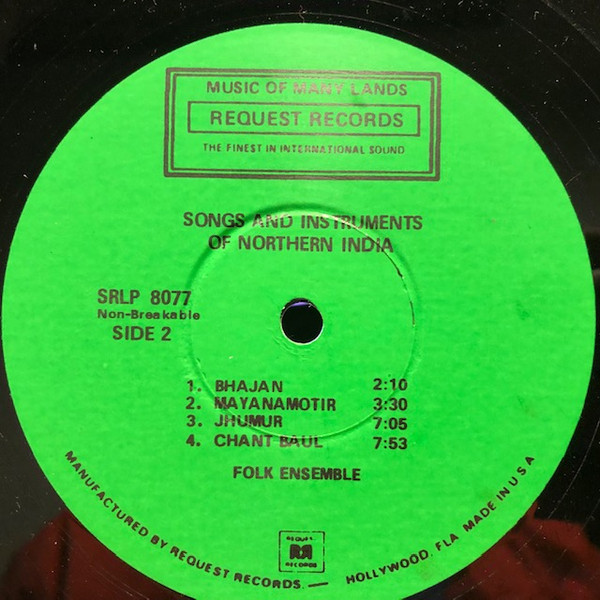 MUSIC OF MANY LANDS
REQUEST RECORDS
THE FINEST IN INTERNATIONAL SOUND
SONGS AND INSTRUMENTS
OF NORTHERN INDIA
SRLP 8077
Non-Breakable
SIDE 2
1. BHAJAN 2:10
2. MAYANAMOTIR 3:30
3. JHUMUR 7:05
4. CHANT BAUL 7:53
FOLK ENSEMBLE
REQUEST
RR
RECORDS
MANUFACTURED BY REQUEST RECORDS. — HOLLYWOOD, FLA MADE IN U S A